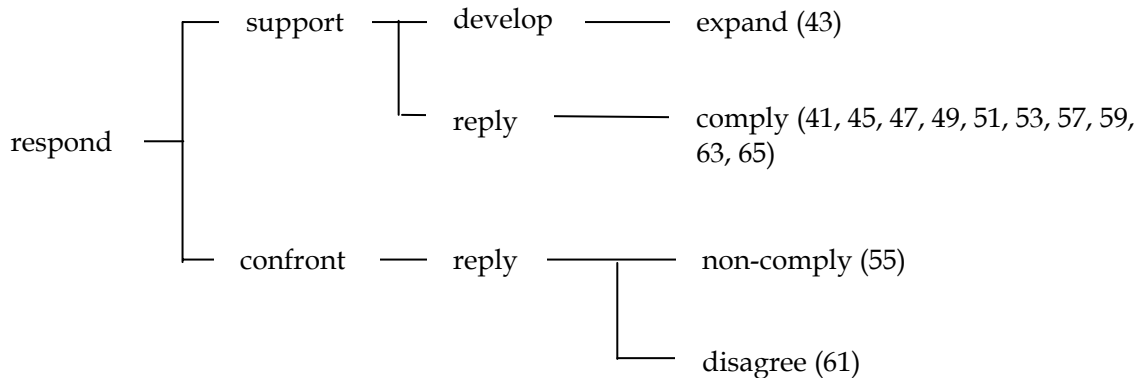 support develop expand (43)
reply comply (41, 45, 47, 49, 51, 53, 57, 59,
respond
63, 65)
confront reply non-comply (55)
disagree (61)